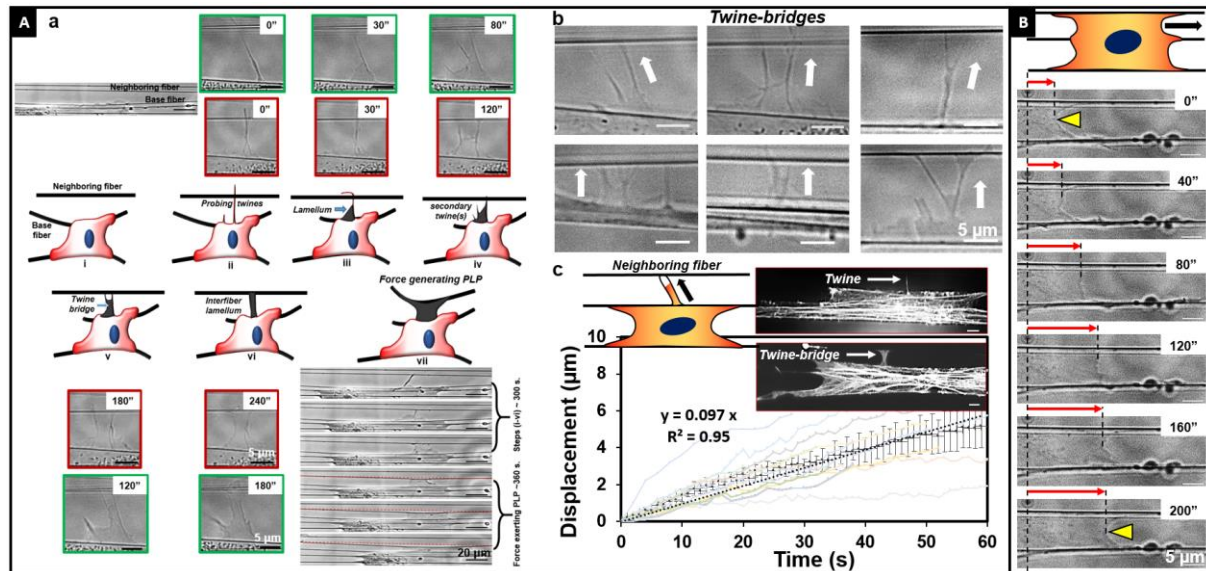 A
a
0"
30"
80"
Neighboring fiber
Base fiber
0"
30"
120"
Neighboring fiber
Base fiber
Probing twines
Lamellum
secondary twine(s)
i
ii
iii
iv
Force generating PLP
Twine bridge
Interfiber lamellum
v
vi
vii
180"
240"
5 µm
120"
180"
5 µm
Steps (i-vi) ~ 300 s.
Force exerting PLP ~360 s.
20 µm
b
Twine-bridges
5 µm
c
Neighboring fiber
Twine
Twine-bridge
10
8
6
4
2
0
y = 0.097 x
R² = 0.95
Displacement (µm)
0
10
20
30
40
50
60
Time (s)
B
0"
40"
80"
120"
160"
200"
5 µm